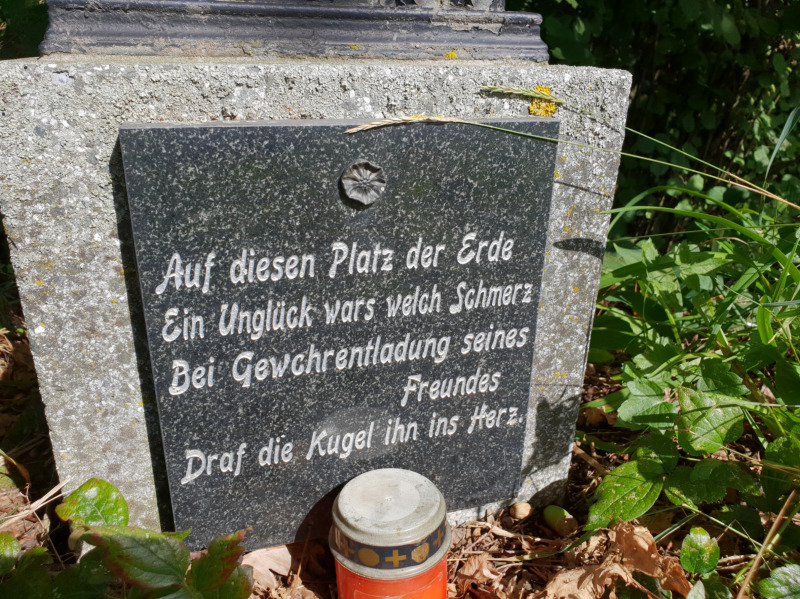 Auf diesen Platz der Erde
Ein Unglück wars welch Schmerz
Bei Gewehrentladung seines
Freundes
Draf die Kugel ihn ins Herz.